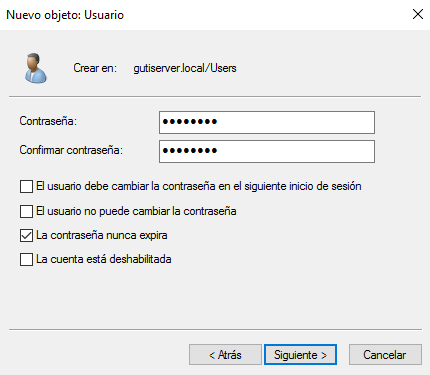 Nuevo objeto: Usuario
Crear en: gutiserver.local/Users
Contraseña: ●●●●●●●●
Confirmar contraseña: ●●●●●●●●
El usuario debe cambiar la contraseña en el siguiente inicio de sesión
El usuario no puede cambiar la contraseña
La contraseña nunca expira
La cuenta está deshabilitada
< Atrás Siguiente > Cancelar